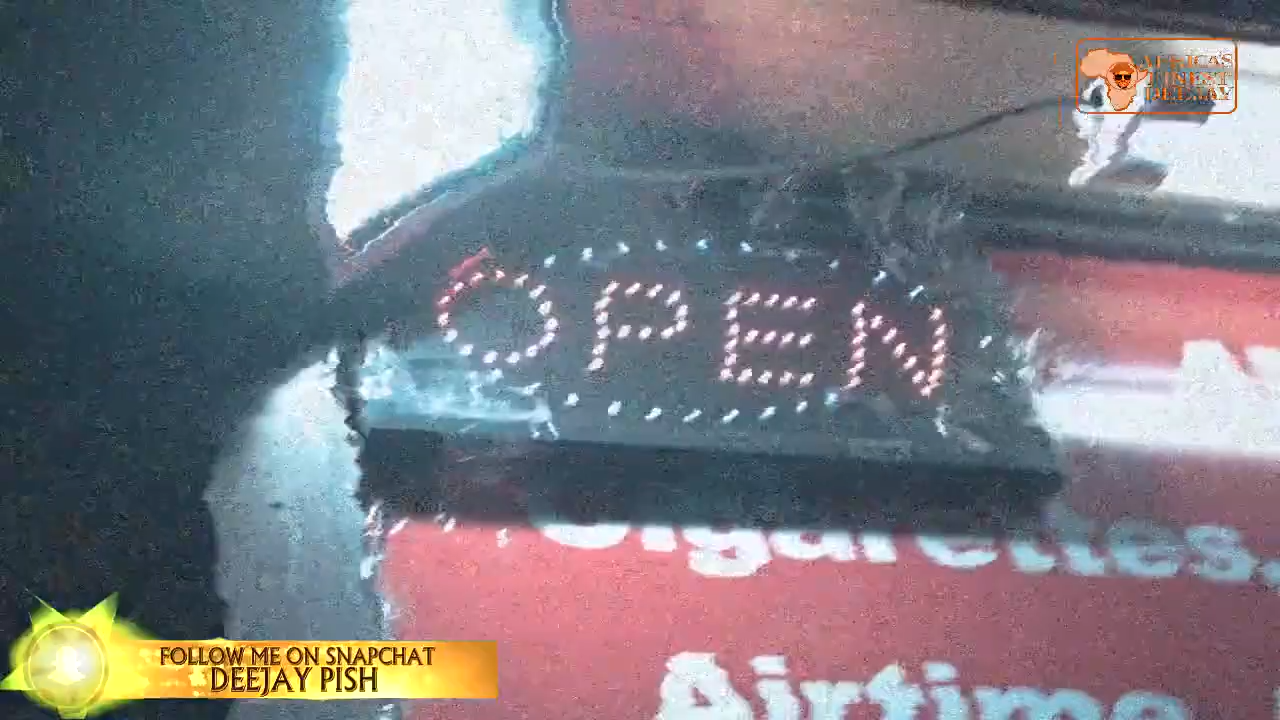 AFRICA'S
FINEST
DEEJAY
OPEN
Cigarettes.
Airtime
FOLLOW ME ON SNAPCHAT
DEEJAY PISH